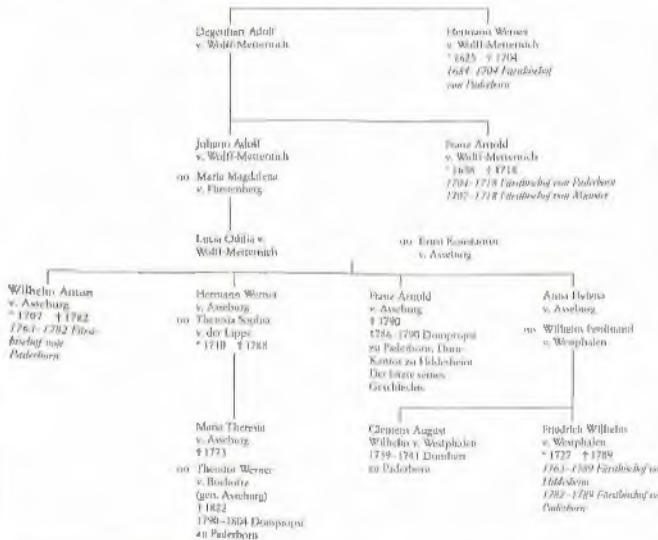 Degenhart Adolf
v. Wolff-Metternich
Hermann Werner
v. Wolff-Metternich
* 1625 † 1704
1684–1704 Fürstbischof
von Paderborn
Johann Adolf
v. Wolff-Metternich
oo Maria Magdalena
v. Fürstenberg
Franz Arnold
v. Wolff-Metternich
* 1658 † 1718
1704–1718 Fürstbischof von Paderborn
1707–1718 Fürstbischof von Münster
Lucia Odilia v.
Wolff-Metternich
oo Ernst Konstantin
v. Asseburg
Wilhelm Anton
v. Asseburg
* 1707 † 1782
1763–1782 Fürst-
bischof von
Paderborn
Hermann Werner
v. Asseburg
oo Theresia Sophia
v. der Lippe
* 1710 † 1788
Franz Arnold
v. Asseburg
† 1790
1786–1790 Dompropst
zu Paderborn, Dom-
Kantor zu Hildesheim
Der letzte seines
Geschlechts
Anna Helena
v. Asseburg
oo Wilhelm Ferdinand
v. Westphalen
Maria Theresia
v. Asseburg
† 1773
oo Theodor Werner
v. Bocholtz
(gen. Asseburg)
† 1822
1790–1804 Dompropst
zu Paderborn
Clemens August
Wilhelm v. Westphalen
1739–1741 Domherr
zu Paderborn
Friedrich Wilhelm
v. Westphalen
* 1727 † 1789
1763–1789 Fürstbischof von
Hildesheim
1782–1789 Fürstbischof von
Paderborn